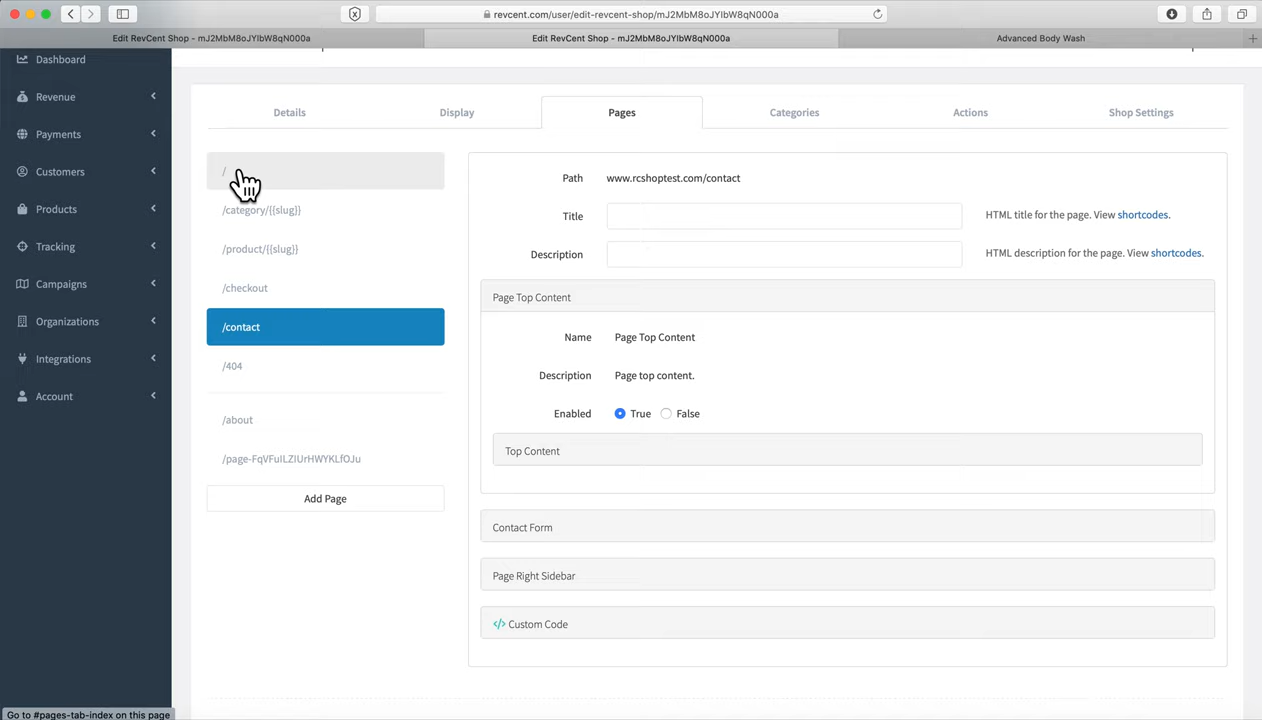 revcent.com/user/edit-revcent-shop/mJ2MbM8oJYIbW8qN000a
Edit RevCent Shop - mJ2MbM8oJYIbW8qN000a
Edit RevCent Shop - mJ2MbM8oJYIbW8qN000a
Advanced Body Wash
Dashboard
Revenue
Payments
Customers
Products
Tracking
Campaigns
Organizations
Integrations
Account
Details
Display
Pages
Categories
Actions
Shop Settings
/
/category/{{slug}}
/product/{{slug}}
/checkout
/contact
/404
/about
/page-FqVFuILZIUrHWYKLfOJu
Add Page
Path www.rcshoptest.com/contact
Title HTML title for the page. View shortcodes.
Description HTML description for the page. View shortcodes.
Page Top Content
Name Page Top Content
Description Page top content.
Enabled True False
Top Content
Contact Form
Page Right Sidebar
</> Custom Code
Go to #pages-tab-index on this page